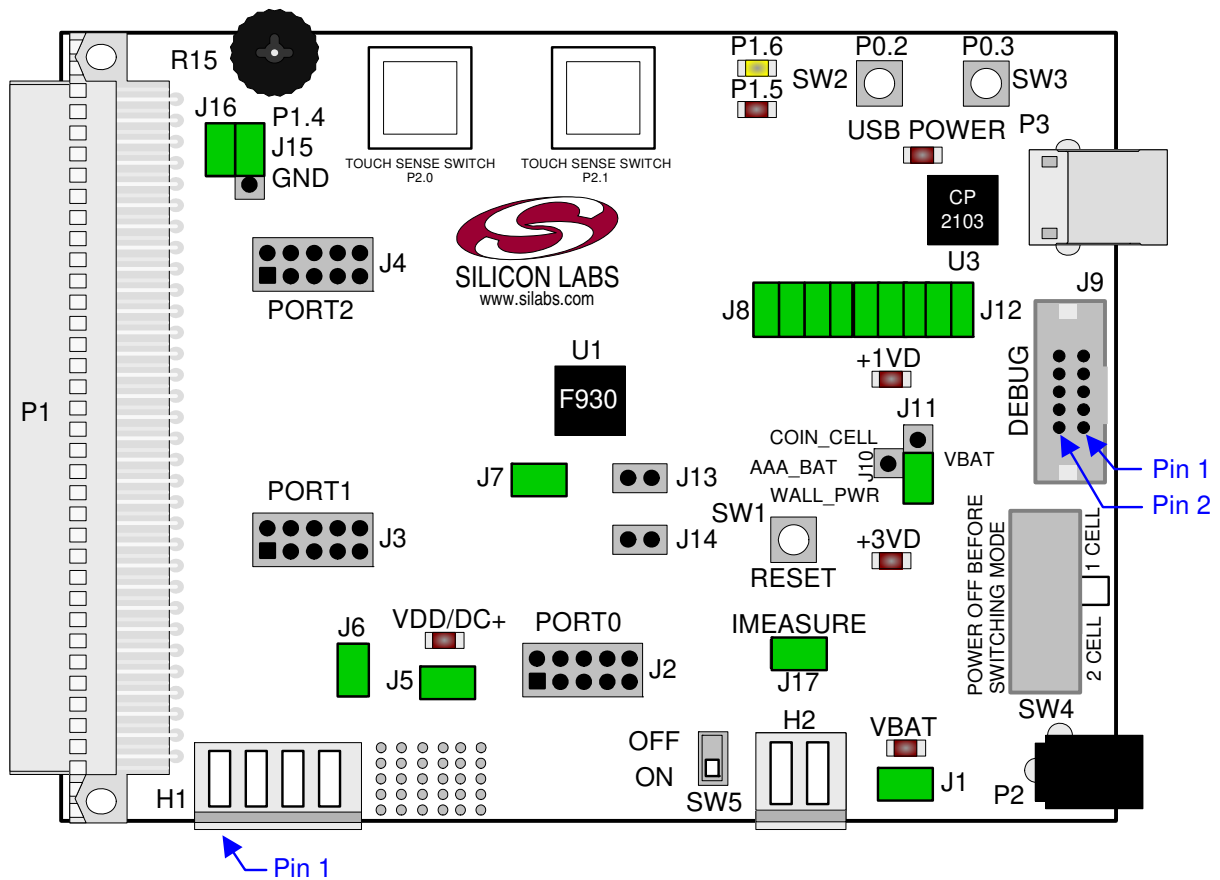 P1.6
P0.2
P0.3
R15
SW2
SW3
P1.5
J16
P1.4
USB POWER
P3
J15
TOUCH SENSE SWITCH
P2.0
TOUCH SENSE SWITCH
P2.1
GND
CP
2103
J4
SILICON LABS
www.silabs.com
U3
J9
PORT2
J8
J12
U1
+1VD
DEBUG
F930
P1
J11
COIN_CELL
VBAT
AAA_BAT
J10
Pin 1
J7
J13
WALL_PWR
Pin 2
PORT1
SW1
J3
J14
+3VD
RESET
POWER OFF BEFORE
SWITCHING MODE
1 CELL
2 CELL
J6
VDD/DC+
PORT0
IMEASURE
J5
J2
J17
SW4
H2
VBAT
OFF
ON
SW5
J1
P2
H1
Pin 1